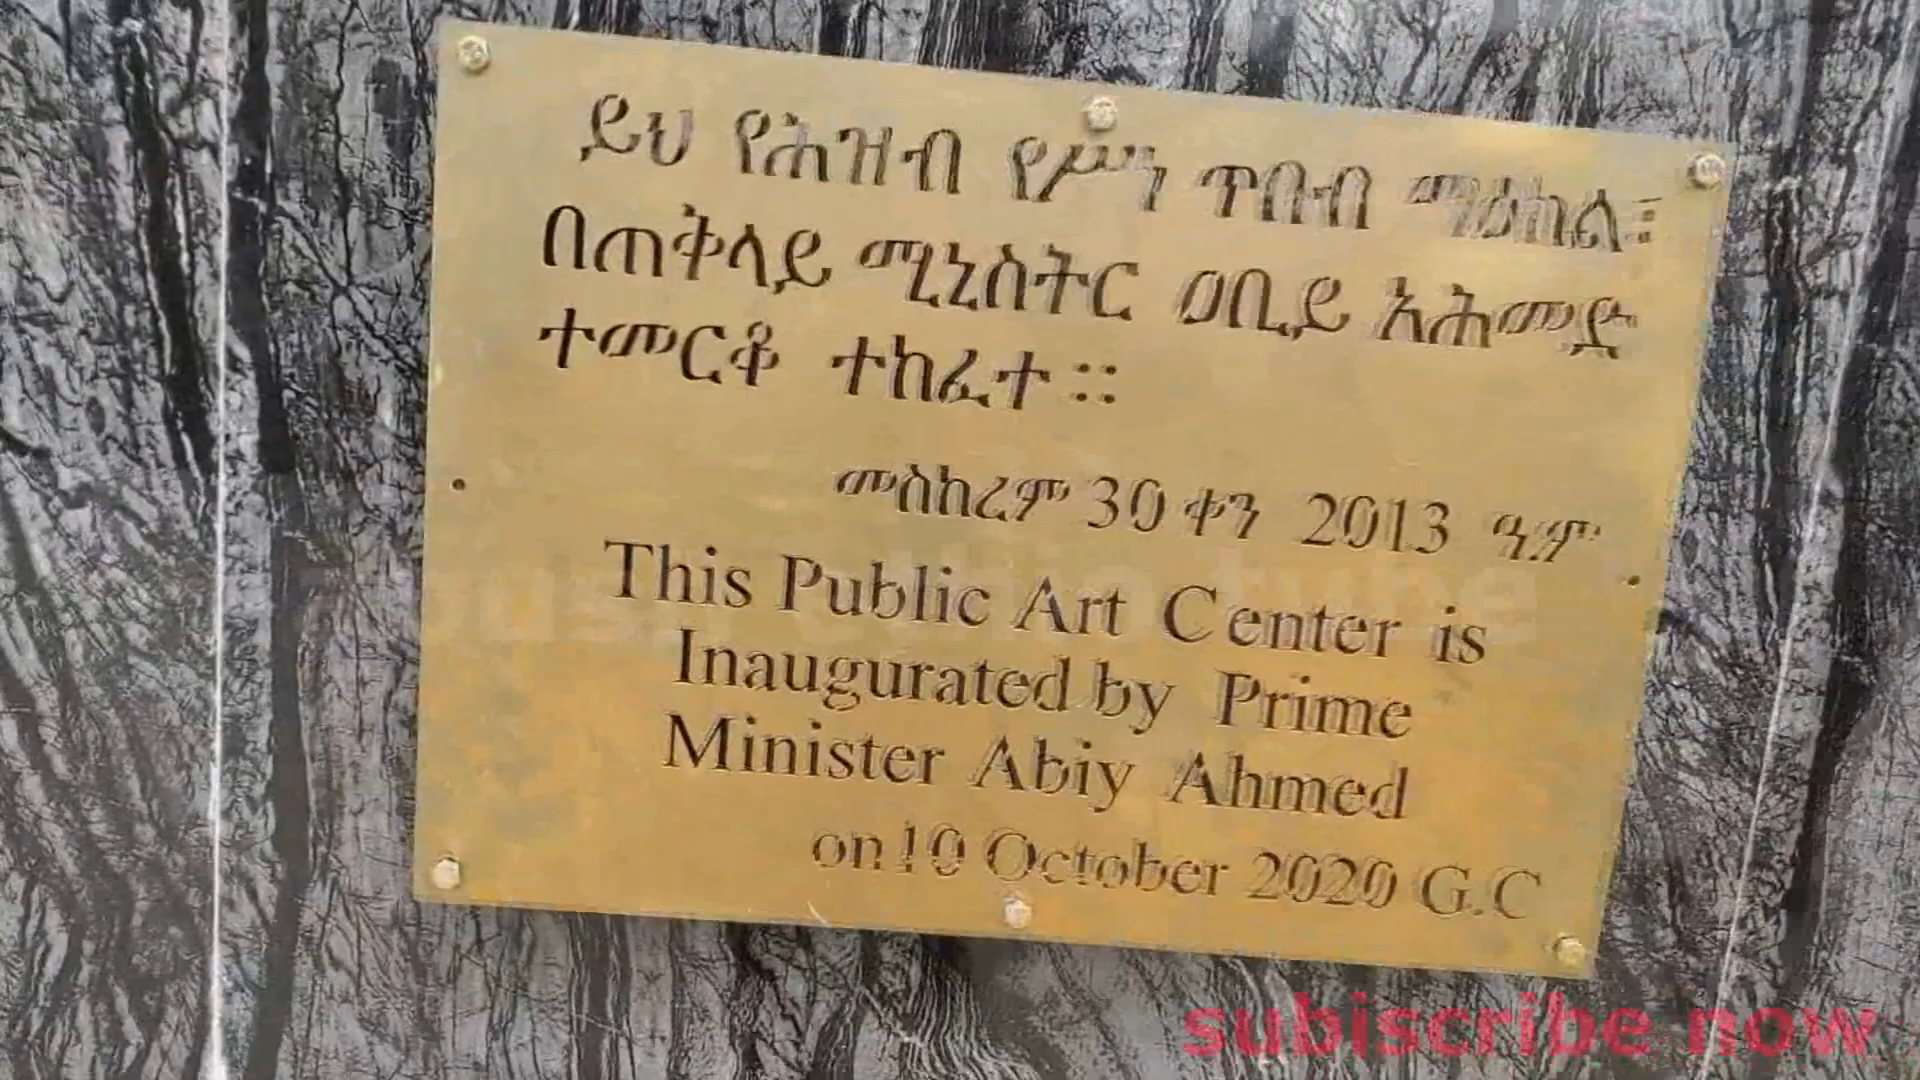 ይህ የሕዝብ የሥነ ጥበብ ማዕከል፤
በጠቅላይ ሚኒስትር ዐቢይ አሕመድ
ተመርቆ ተከፈተ።
መስከረም 30 ቀን 2013 ዓ.ም
This Public Art Center is
Inaugurated by Prime
Minister Abiy Ahmed
on 10 October 2020 G.C
subiscribe now